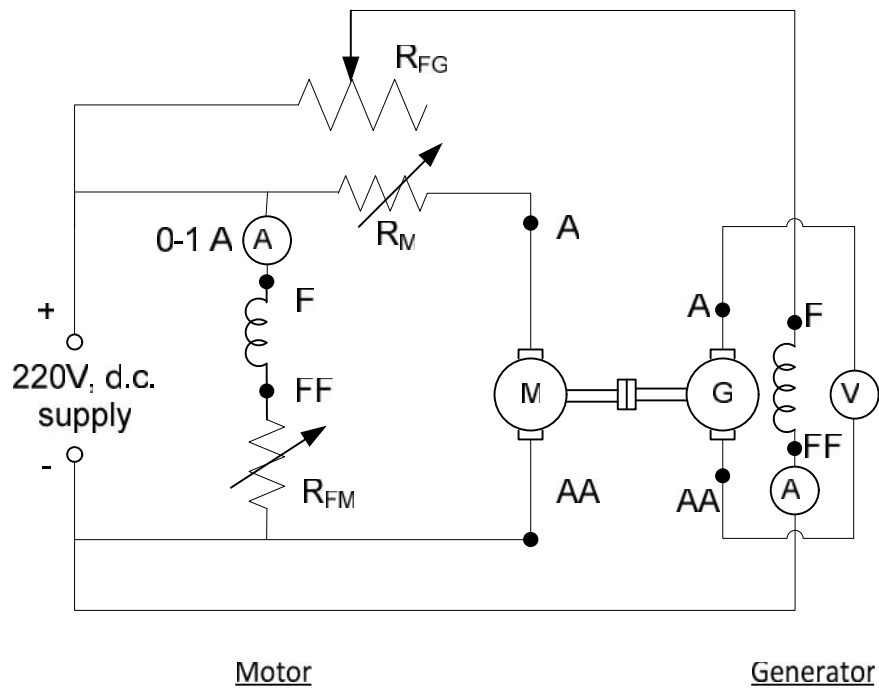 R_FG
R_M
0-1 A
A
A
F
FF
R_FM
+
220V, d.c.
supply
-
M
AA
A
G
AA
F
FF
A
V
Motor
Generator